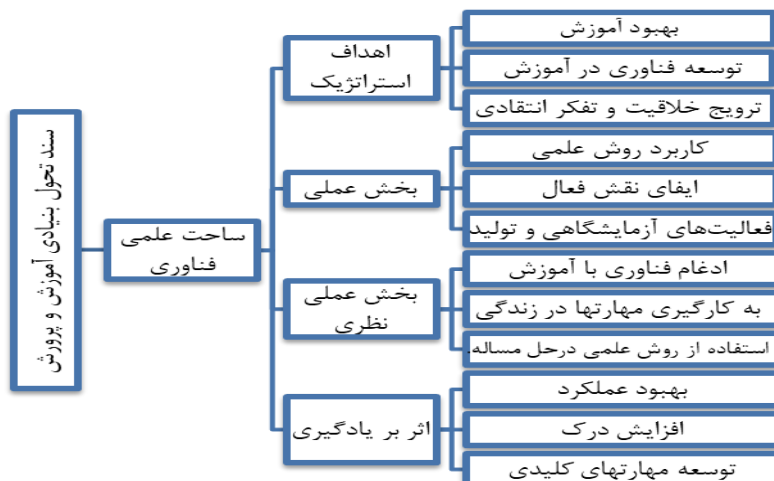 سند تحول بنیادی آموزش و پرورش
ساحت علمی
فناوری
اهداف
استراتژیک
بهبود آموزش
توسعه فناوری در آموزش
ترویج خلاقیت و تفکر انتقادی
بخش عملی
کاربرد روش علمی
ایفای نقش فعال
فعالیت‌های آزمایشگاهی و تولید
بخش عملی
نظری
ادغام فناوری با آموزش
به کارگیری مهارتها در زندگی
استفاده از روش علمی درحل مساله.
اثر بر یادگیری
بهبود عملکرد
افزایش درک
توسعه مهارتهای کلیدی